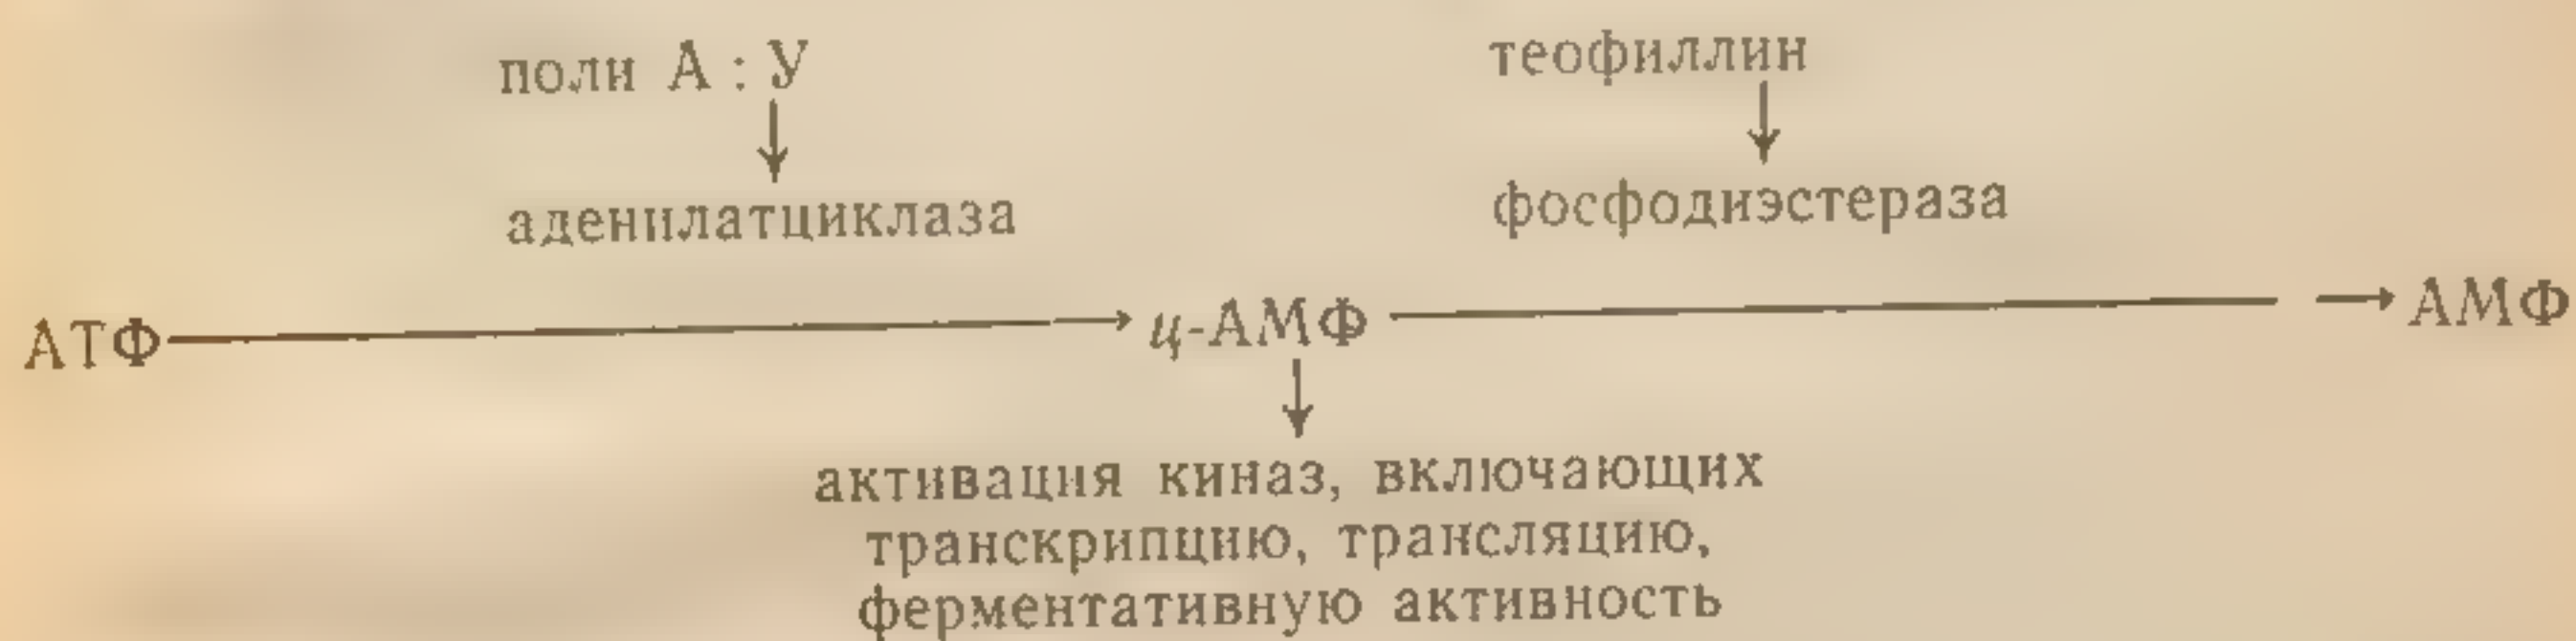 поли А : У
теофиллин
аденилатциклаза
фосфодиэстераза
АТФ
ц-АМФ
АМФ
активация киназ, включающих
транскрипцию, трансляцию,
ферментативную активность